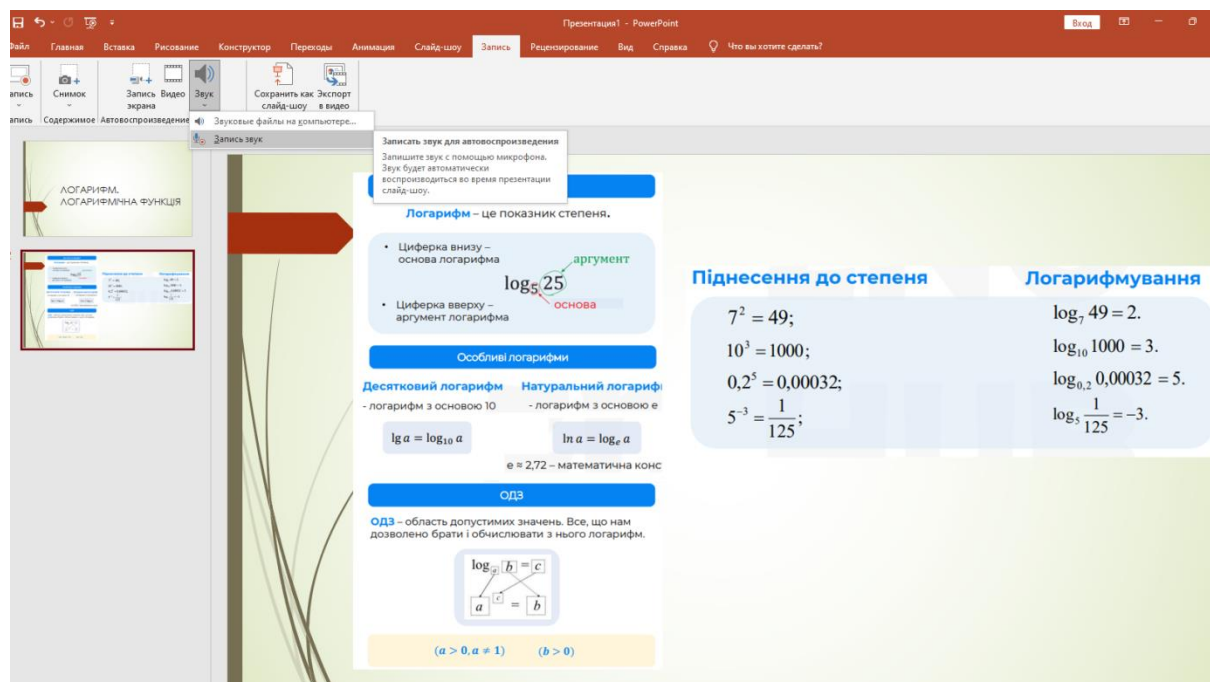 Презентация1 - PowerPoint
Вход
Файл Главная Вставка Рисование Конструктор Переходы Анимация Слайд-шоу Запись Рецензирование Вид Справка Что вы хотите сделать?
Снимок
Запись экрана
Видео
Звук
Сохранить как слайд-шоу
Экспорт в видео
Содержимое Автовоспроизведение
Звуковые файлы на компьютере...
Запись звук
Записать звук для автовоспроизведения
Запишите звук с помощью микрофона.
Звук будет автоматически
воспроизводиться во время презентации
слайд-шоу.
ЛОГАРИФМ.
ЛОГАРИФМІЧНА ФУНКЦІЯ
Логарифм – це показник степеня.
• Циферка внизу –
основа логарифма
• Циферка вверху –
аргумент логарифма
log₅ 25
аргумент
основа
Особливі логарифми
Десятковий логарифм
- логарифм з основою 10
lg a = log₁₀ a
Натуральний логариф
- логарифм з основою e
ln a = logₑ a
e ≈ 2,72 – математична конс
ОДЗ
ОДЗ – область допустимих значень. Все, що нам
дозволено брати і обчислювати з нього логарифм.
logₐ b = c
a^c = b
(a > 0, a ≠ 1) (b > 0)
Піднесення до степеня
7² = 49;
10³ = 1000;
0,2⁵ = 0,00032;
5⁻³ = 1/125;
Логарифмування
log₇ 49 = 2.
log₁₀ 1000 = 3.
log₀,₂ 0,00032 = 5.
log₅ 1/125 = −3.